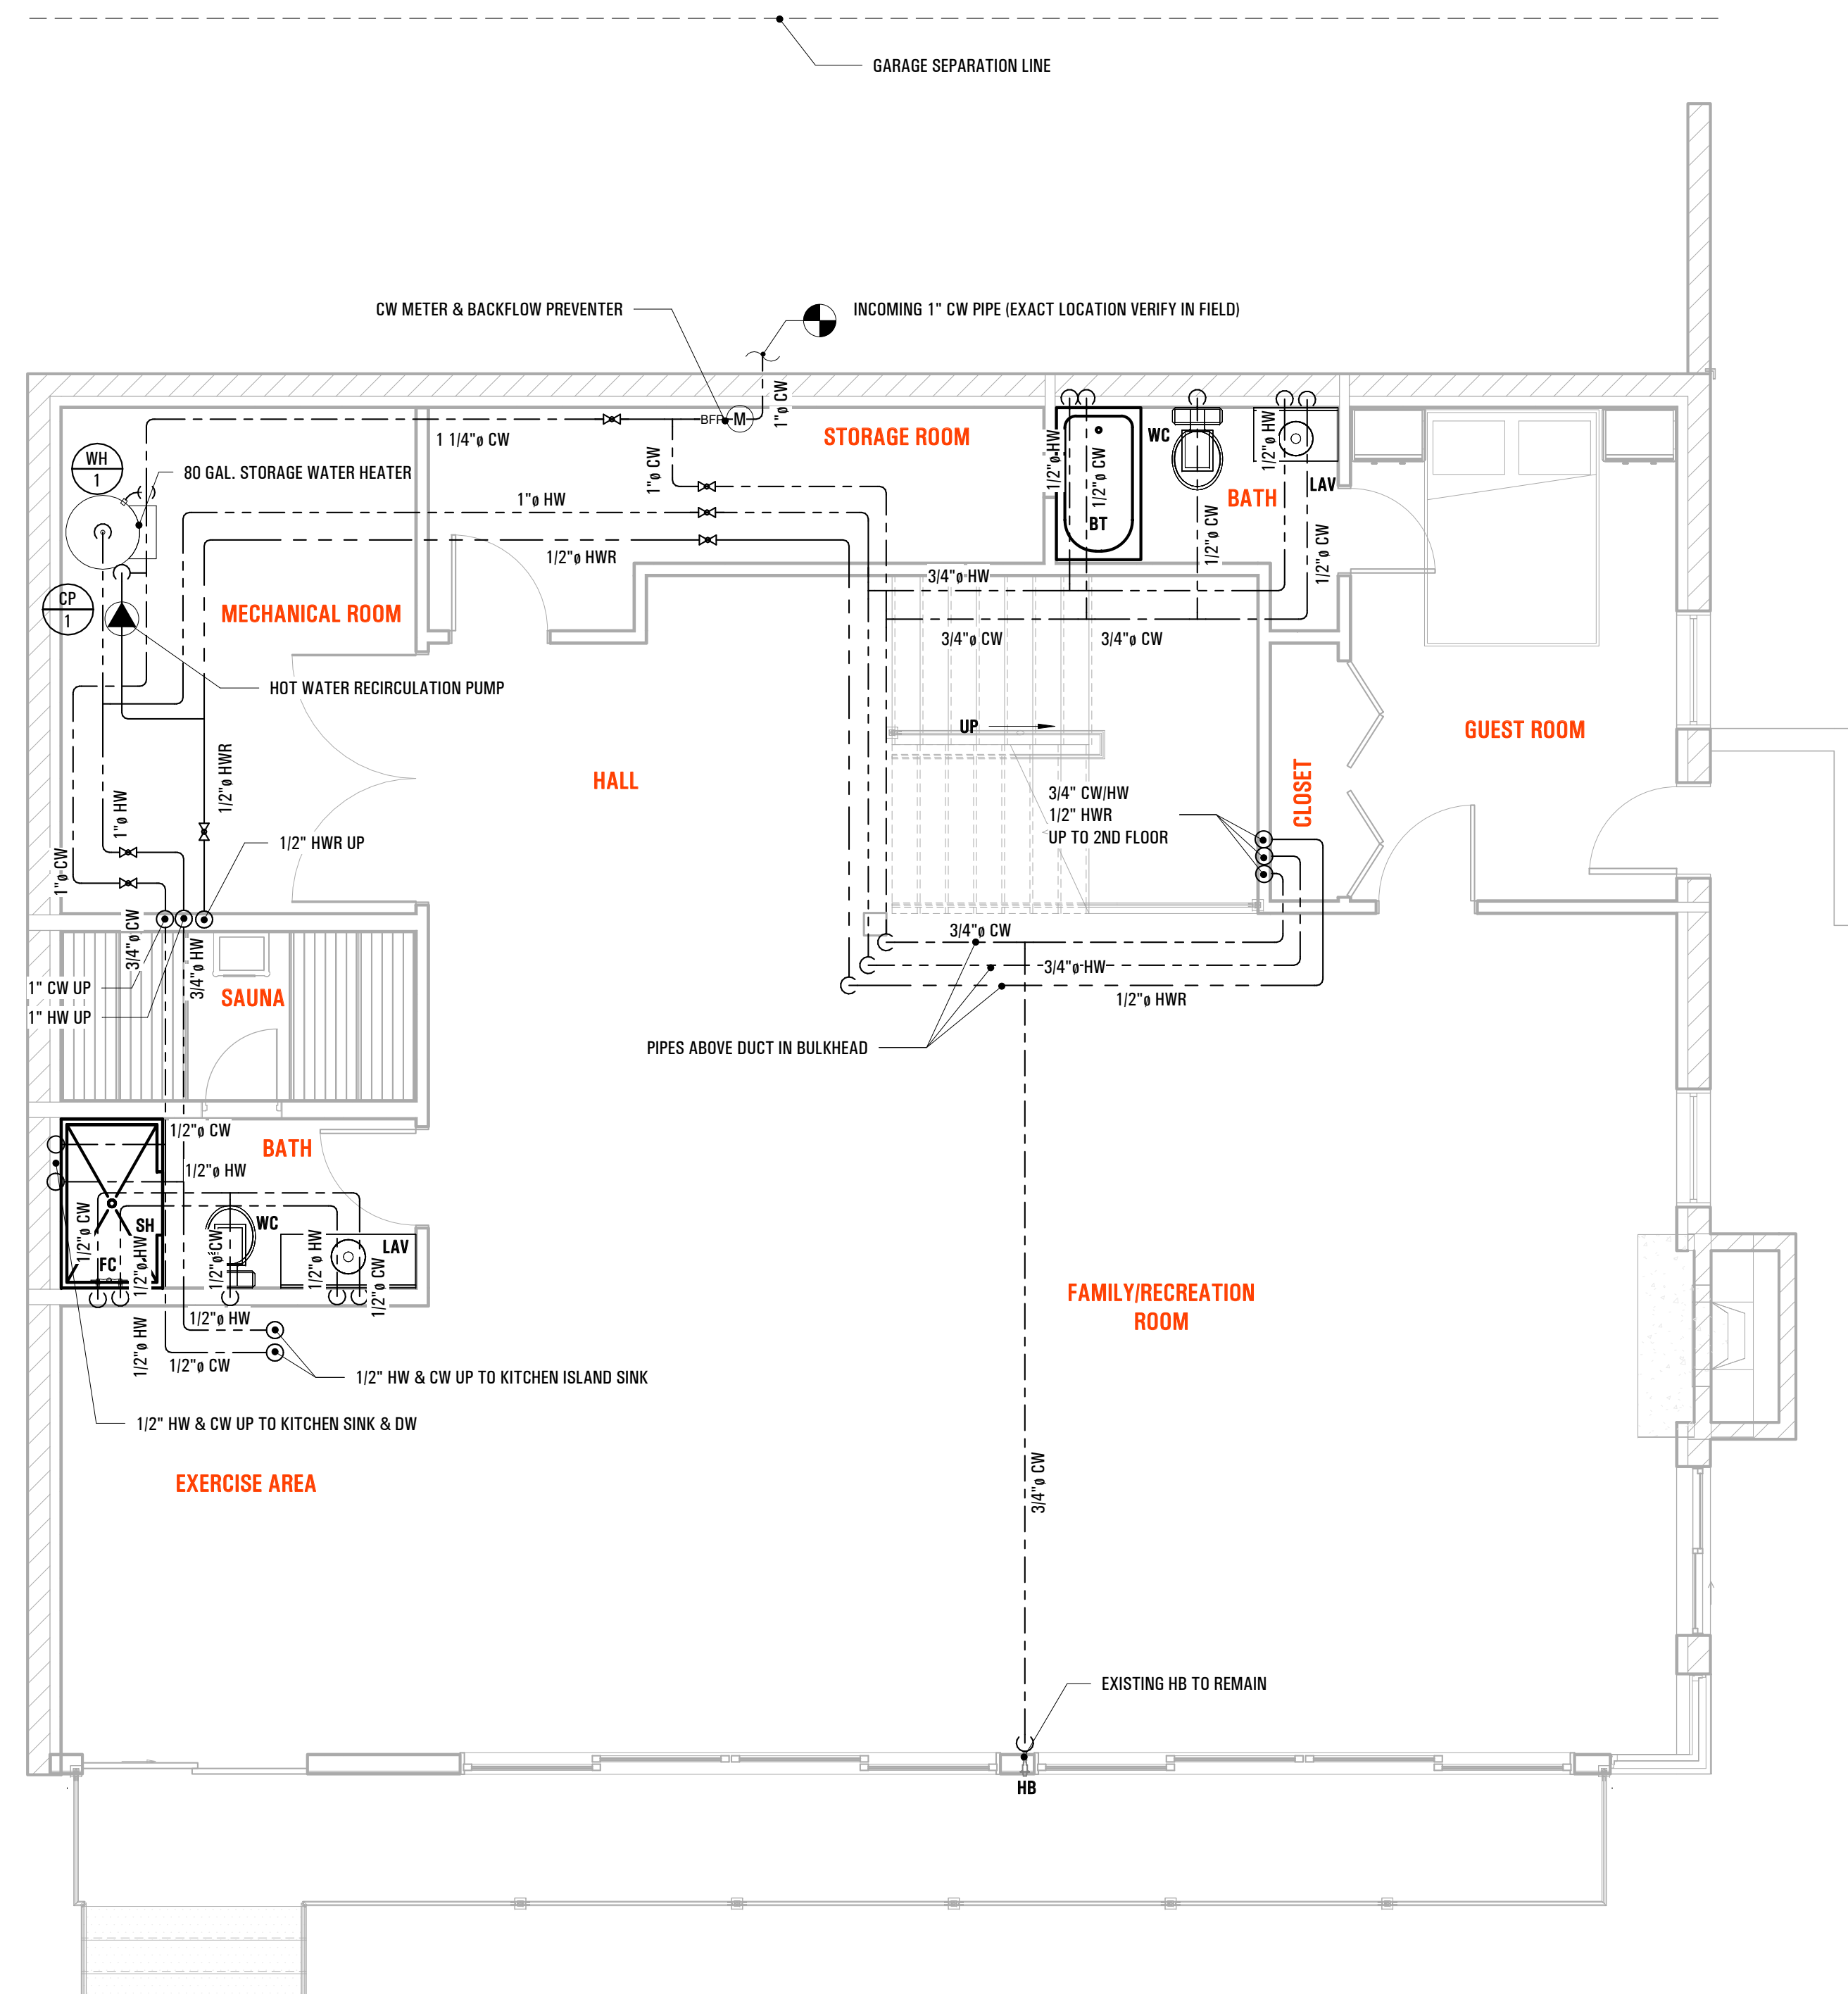 GARAGE SEPARATION LINE
CW METER & BACKFLOW PREVENTER
INCOMING 1" CW PIPE (EXACT LOCATION VERIFY IN FIELD)
1"ø CW
BFP
M
1 1/4"ø CW
STORAGE ROOM
WH
1
80 GAL. STORAGE WATER HEATER
1"ø CW
1"ø HW
1/2"ø HWR
1/2"ø HW
1/2"ø CW
BT
WC
1/2"ø HW
BATH
LAV
1/2"ø CW
1/2"ø CW
3/4"ø HW
3/4"ø CW
3/4"ø CW
CP
1
MECHANICAL ROOM
HOT WATER RECIRCULATION PUMP
UP
GUEST ROOM
HALL
CLOSET
3/4" CW/HW
1/2" HWR
UP TO 2ND FLOOR
1/2"ø HWR
1"ø HW
1"ø CW
1/2" HWR UP
3/4"ø CW
3/4"ø HW
1" CW UP
1" HW UP
SAUNA
3/4"ø CW
3/4"ø HW
1/2"ø HWR
PIPES ABOVE DUCT IN BULKHEAD
1/2"ø CW
BATH
1/2"ø HW
1/2"ø CW
SH
FC
1/2"ø HW
WC
1/2"ø CW
1/2"ø HW
LAV
1/2"ø CW
1/2"ø HW
1/2"ø HW
1/2"ø CW
1/2" HW & CW UP TO KITCHEN ISLAND SINK
1/2" HW & CW UP TO KITCHEN SINK & DW
EXERCISE AREA
FAMILY/RECREATION
ROOM
3/4"ø CW
EXISTING HB TO REMAIN
HB